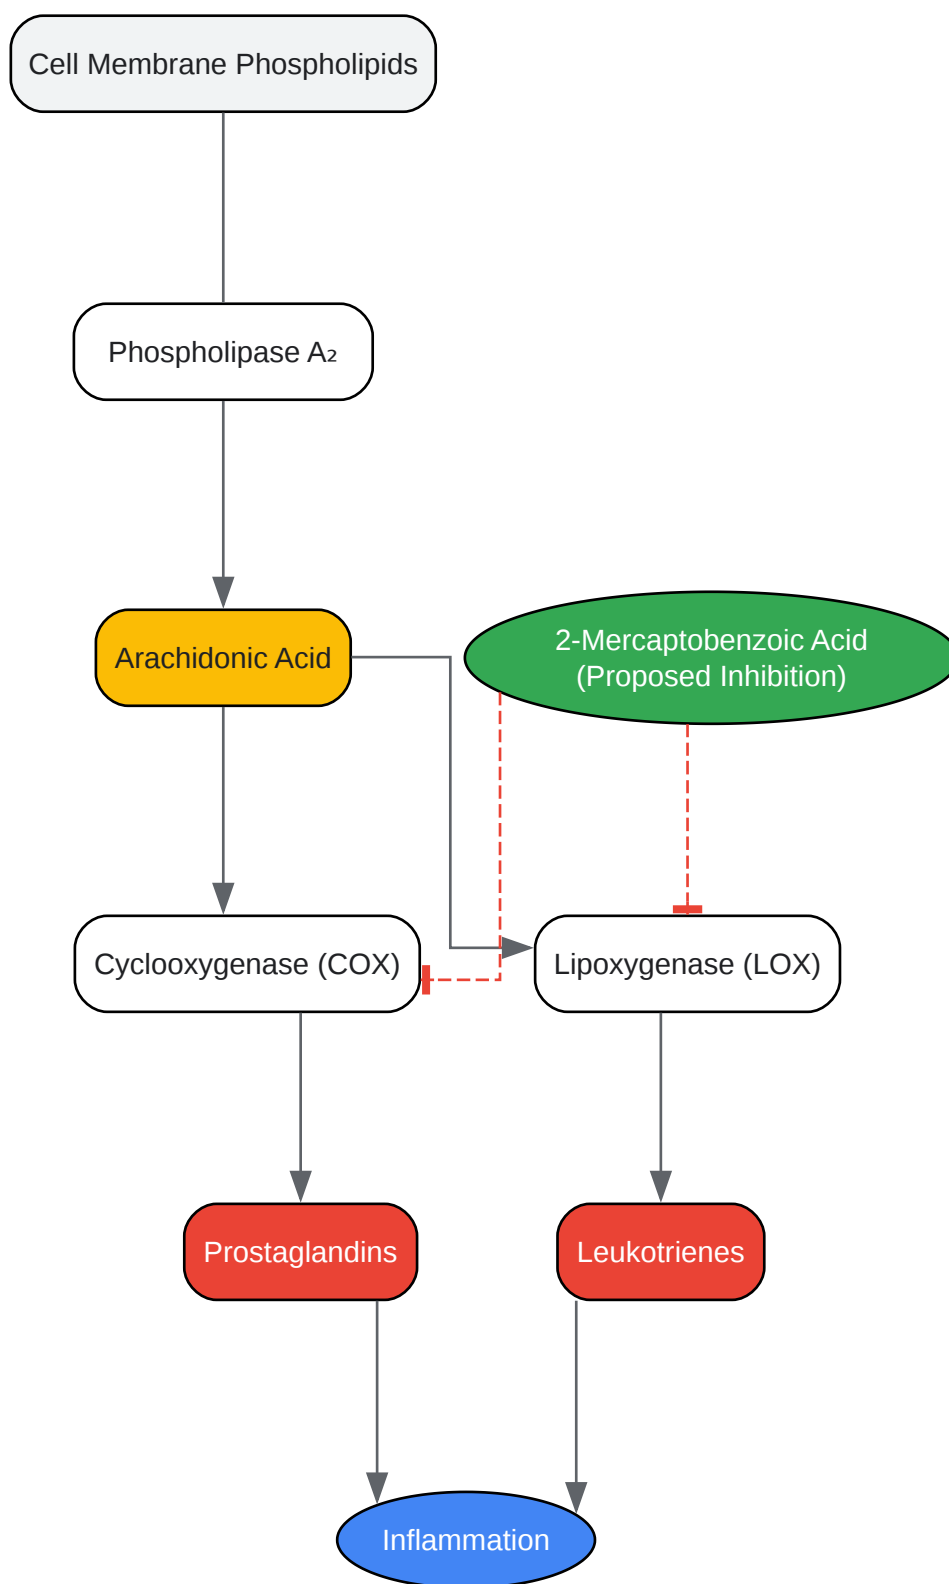 Cell Membrane Phospholipids
Phospholipase A₂
Arachidonic Acid
2-Mercaptobenzoic Acid
(Proposed Inhibition)
Cyclooxygenase (COX)
Lipoxygenase (LOX)
Prostaglandins
Leukotrienes
Inflammation